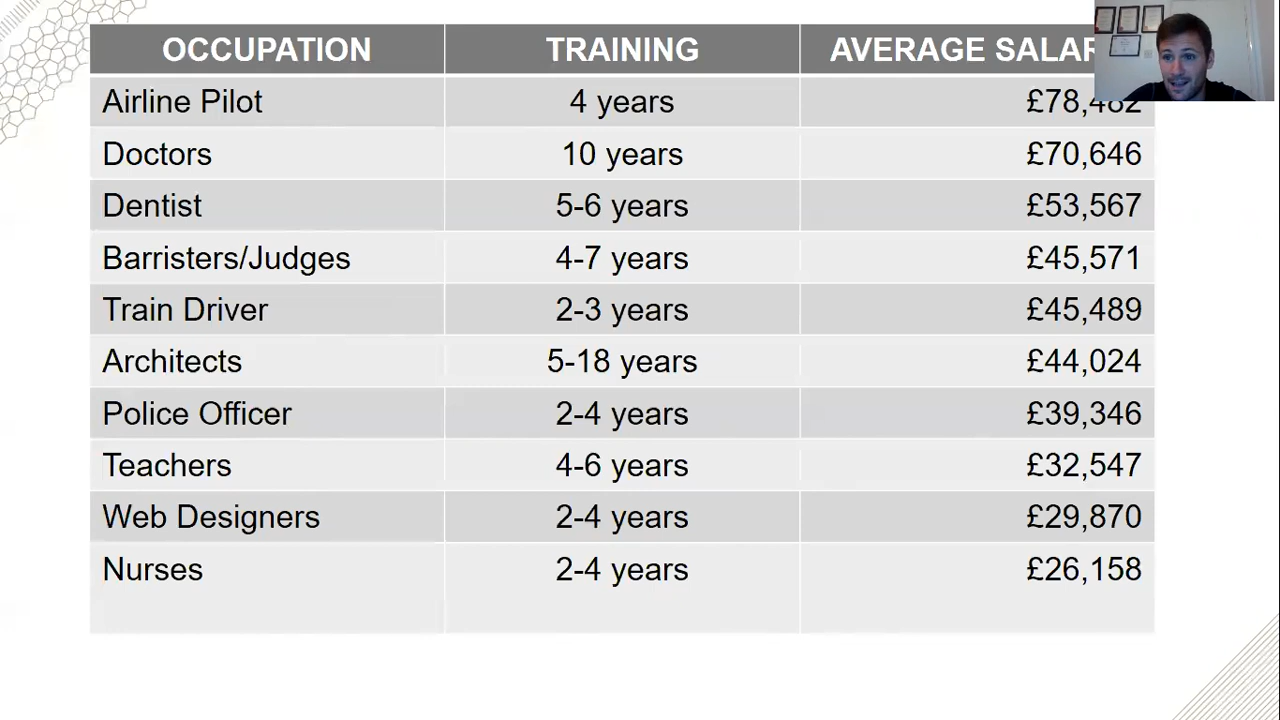 OCCUPATION TRAINING AVERAGE
Airline Pilot 4 years
Doctors 10 years £70,646
Dentist 5-6 years £53,567
Barristers/Judges 4-7 years £45,571
Train Driver 2-3 years £45,489
Architects 5-18 years £44,024
Police Officer 2-4 years £39,346
Teachers 4-6 years £32,547
Web Designers 2-4 years £29,870
Nurses 2-4 years £26,158